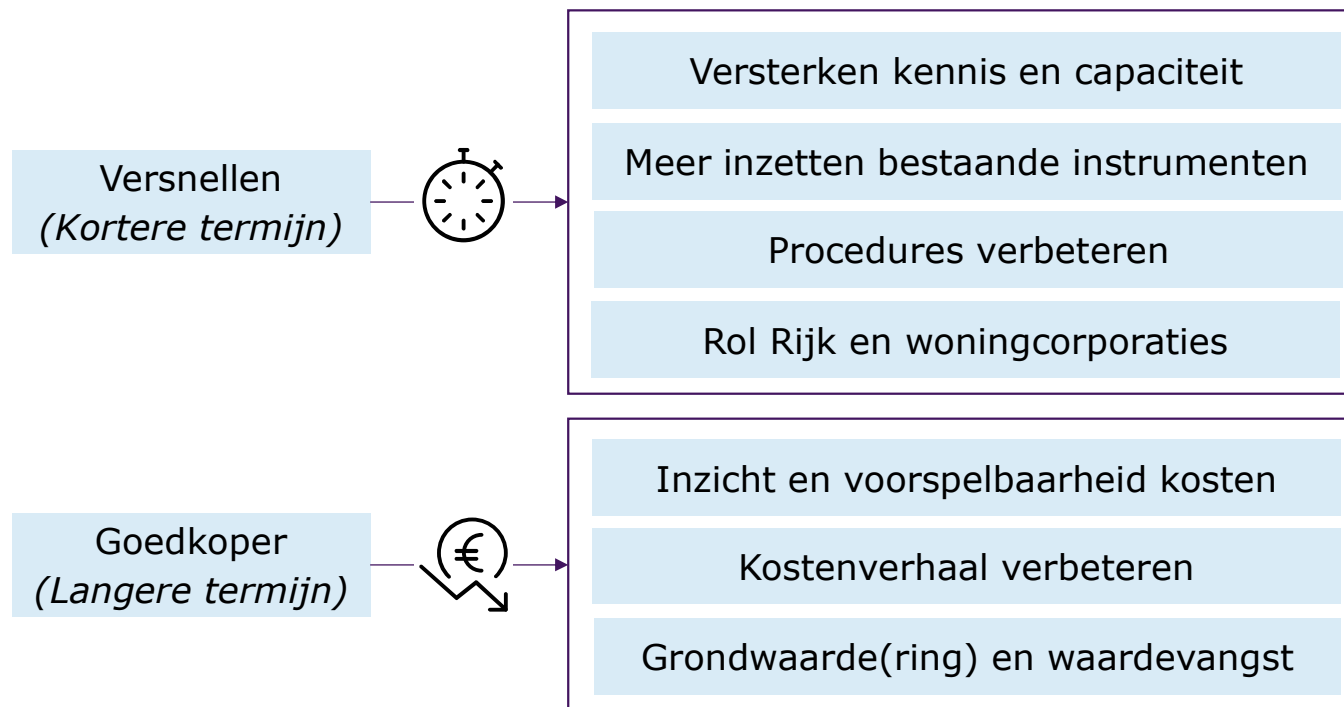 Versnellen
(Kortere termijn)
Versterken kennis en capaciteit
Meer inzetten bestaande instrumenten
Procedures verbeteren
Rol Rijk en woningcorporaties
Goedkoper
(Langere termijn)
€
Inzicht en voorspelbaarheid kosten
Kostenverhaal verbeteren
Grondwaarde(ring) en waardevangst